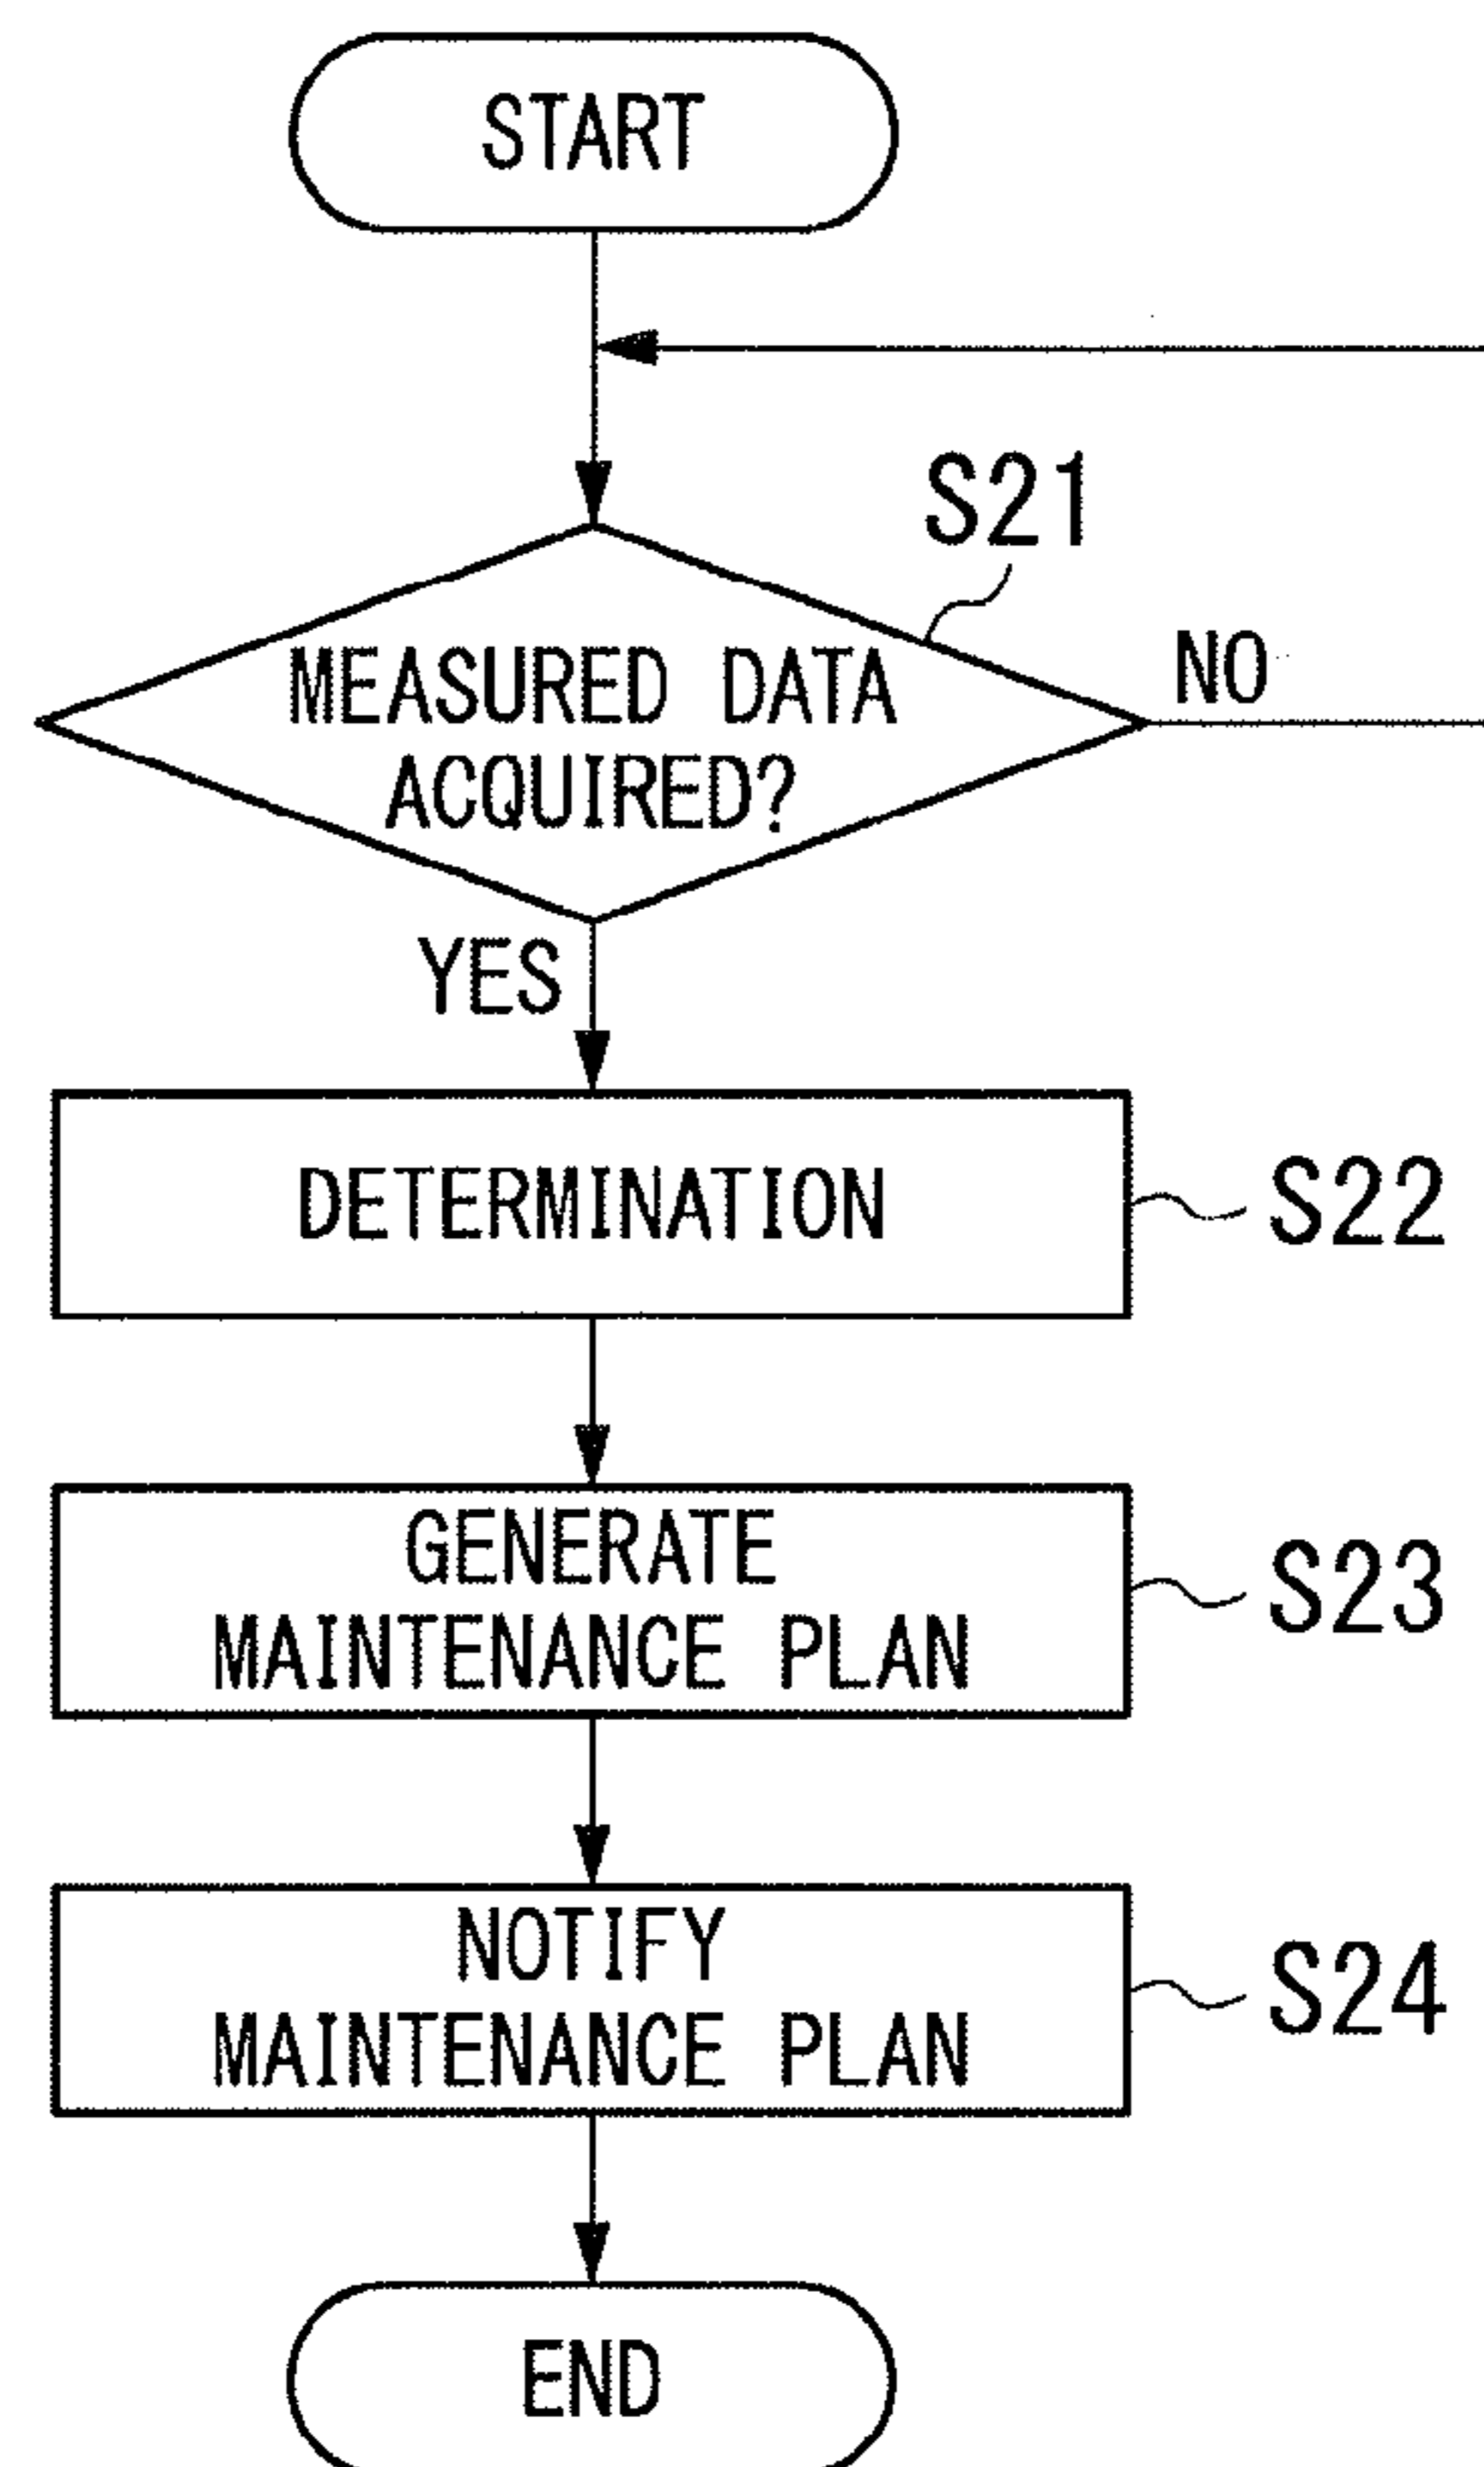 START
S21
MEASURED DATA
ACQUIRED?
NO
YES
DETERMINATION
S22
GENERATE
MAINTENANCE PLAN
S23
NOTIFY
MAINTENANCE PLAN
S24
END